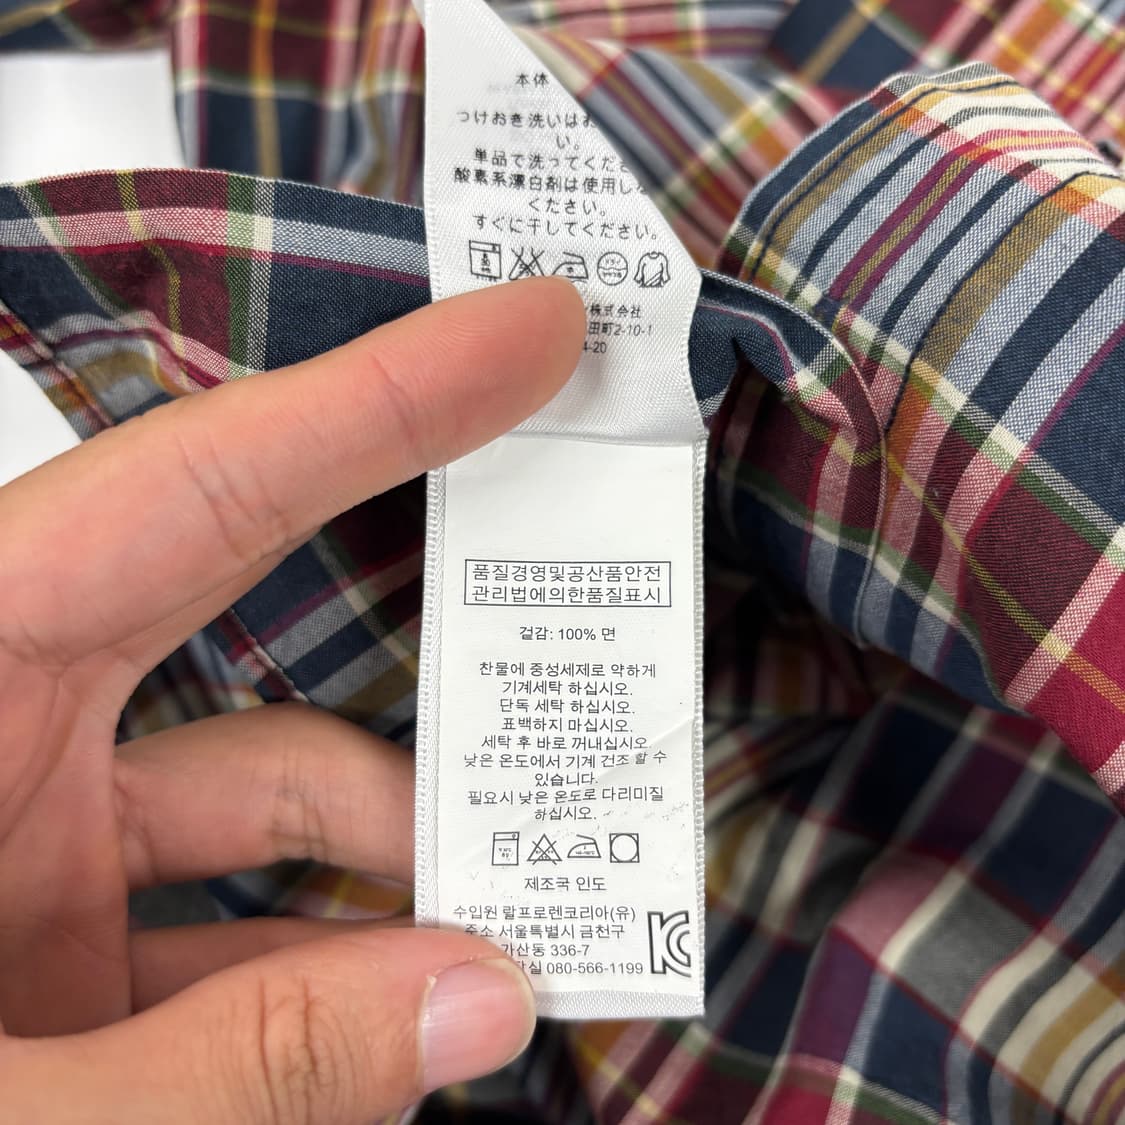 本体
つけおき洗いはお
い。
単品で洗ってくださ
酸素系漂白剤は使用しな
ください。
すぐに干してください。
株式会社
田町2-10-1
4-20
품질경영및공산품안전
관리법에의한품질표시
겉감: 100% 면
찬물에 중성세제로 약하게
기계세탁 하십시오.
단독 세탁 하십시오.
표백하지 마십시오.
세탁 후 바로 꺼내십시오.
낮은 온도에서 기계 건조 할 수
있습니다.
필요시 낮은 온도로 다리미질
하십시오.
제조국 인도
수입원 랄프로렌코리아(유)
주소 서울특별시 금천구
가산동 336-7
담실 080-566-1199